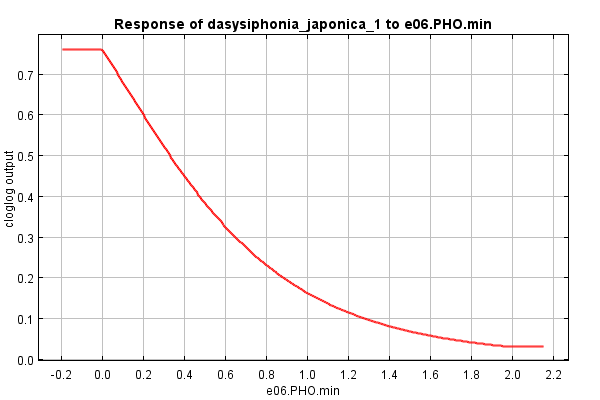 Response of dasysiphonia_japonica_1 to e06.PHO.min
cloglog output
0.7
0.6
0.5
0.4
0.3
0.2
0.1
0.0
-0.2 0.0 0.2 0.4 0.6 0.8 1.0 1.2 1.4 1.6 1.8 2.0 2.2
e06.PHO.min